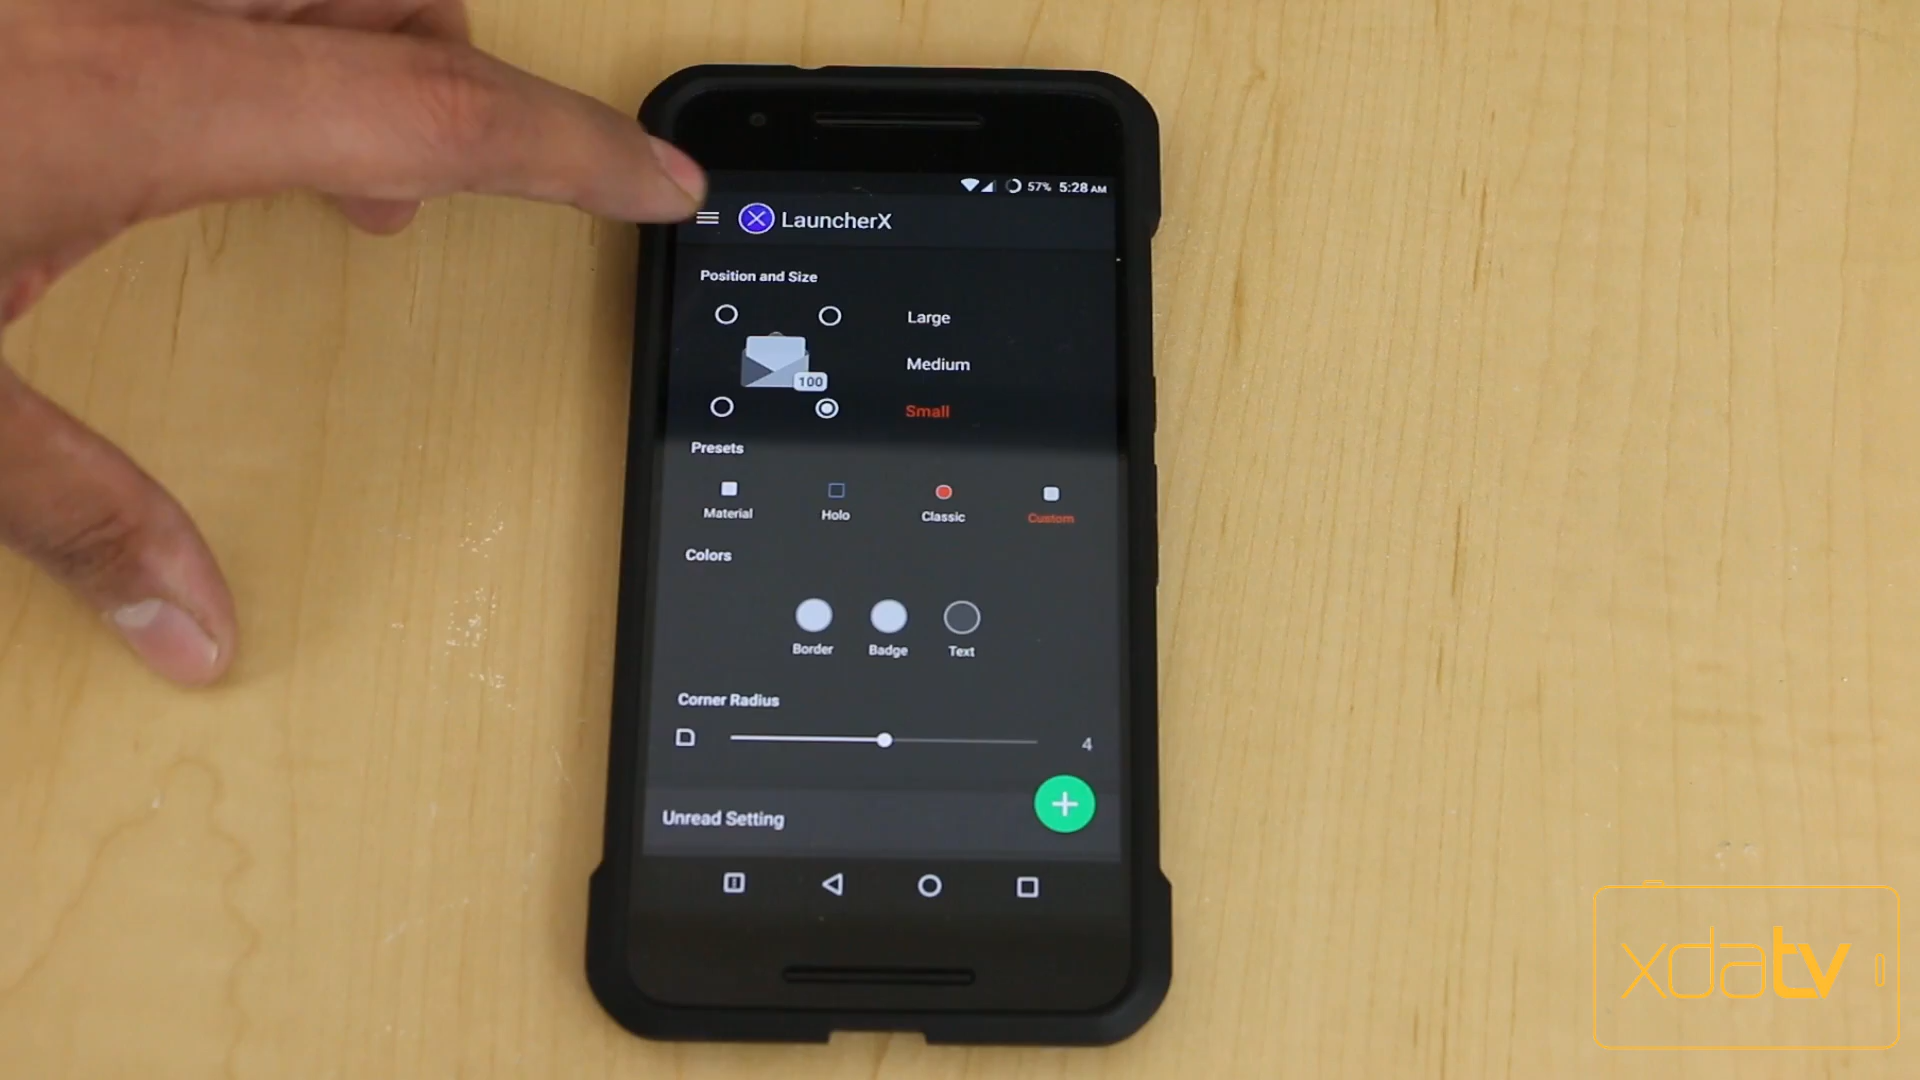 57% 5:28 AM
LauncherX
Position and Size
Large
Medium
100
Small
Presets
Material Holo Classic Custom
Colors
Border Badge Text
Corner Radius
4
Unread Setting
xdatv